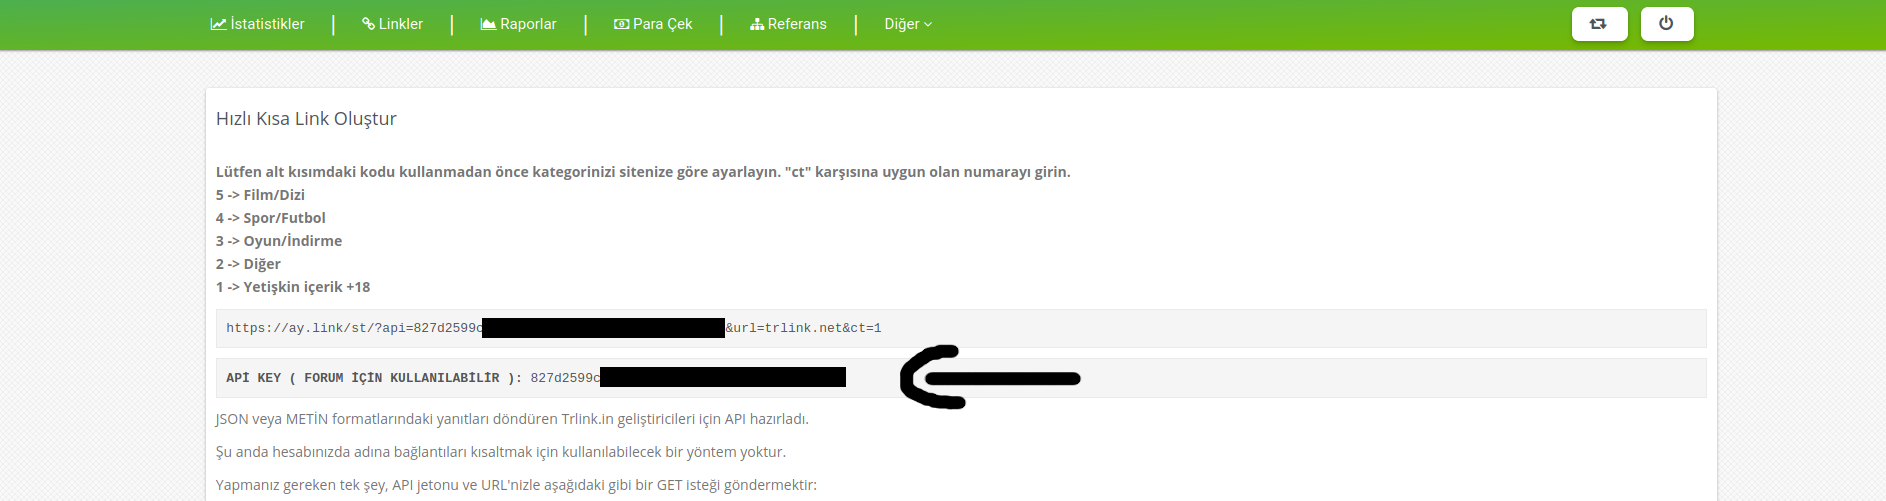 İstatistikler | Linkler | Raporlar | Para Çek | Referans | Diğer
Hızlı Kısa Link Oluştur
Lütfen alt kısımdaki kodu kullanmadan önce kategorinizi sitenize göre ayarlayın. "ct" karşısına uygun olan numarayı girin.
5 -> Film/Dizi
4 -> Spor/Futbol
3 -> Oyun/İndirme
2 -> Diğer
1 -> Yetişkin içerik +18
https://ay.link/st/?api=827d2599c &url=trlink.net&ct=1
APİ KEY ( FORUM İÇİN KULLANILABİLİR ): 827d2599c
JSON veya METİN formatlarındaki yanıtları döndüren Trlink.in geliştiricileri için API hazırladı.
Şu anda hesabınızda adına bağlantıları kısaltmak için kullanılabilecek bir yöntem yoktur.
Yapmanız gereken tek şey, API jetonu ve URL'nizle aşağıdaki gibi bir GET isteği göndermektir: